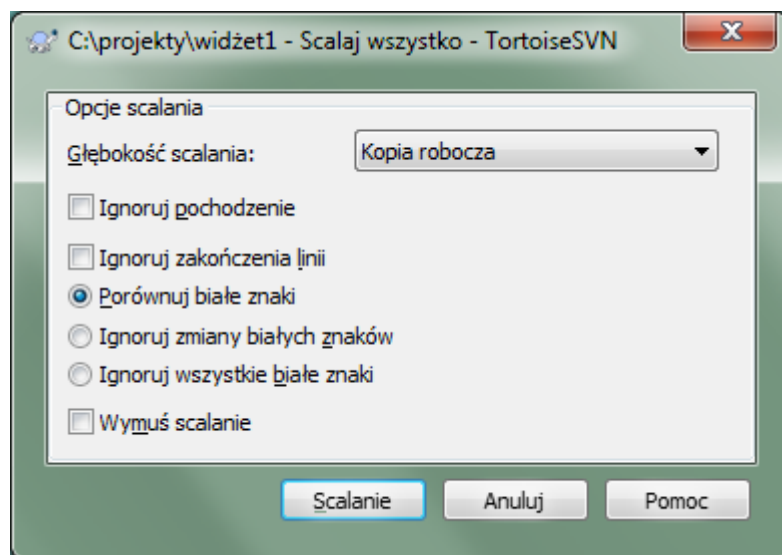 C:\projekty\widżet1 - Scalaj wszystko - TortoiseSVN
Opcje scalania
Głębokość scalania: Kopia robocza
Ignoruj pochodzenie
Ignoruj zakończenia linii
Porównuj białe znaki
Ignoruj zmiany białych znaków
Ignoruj wszystkie białe znaki
Wymuś scalanie
Scalanie Anuluj Pomoc